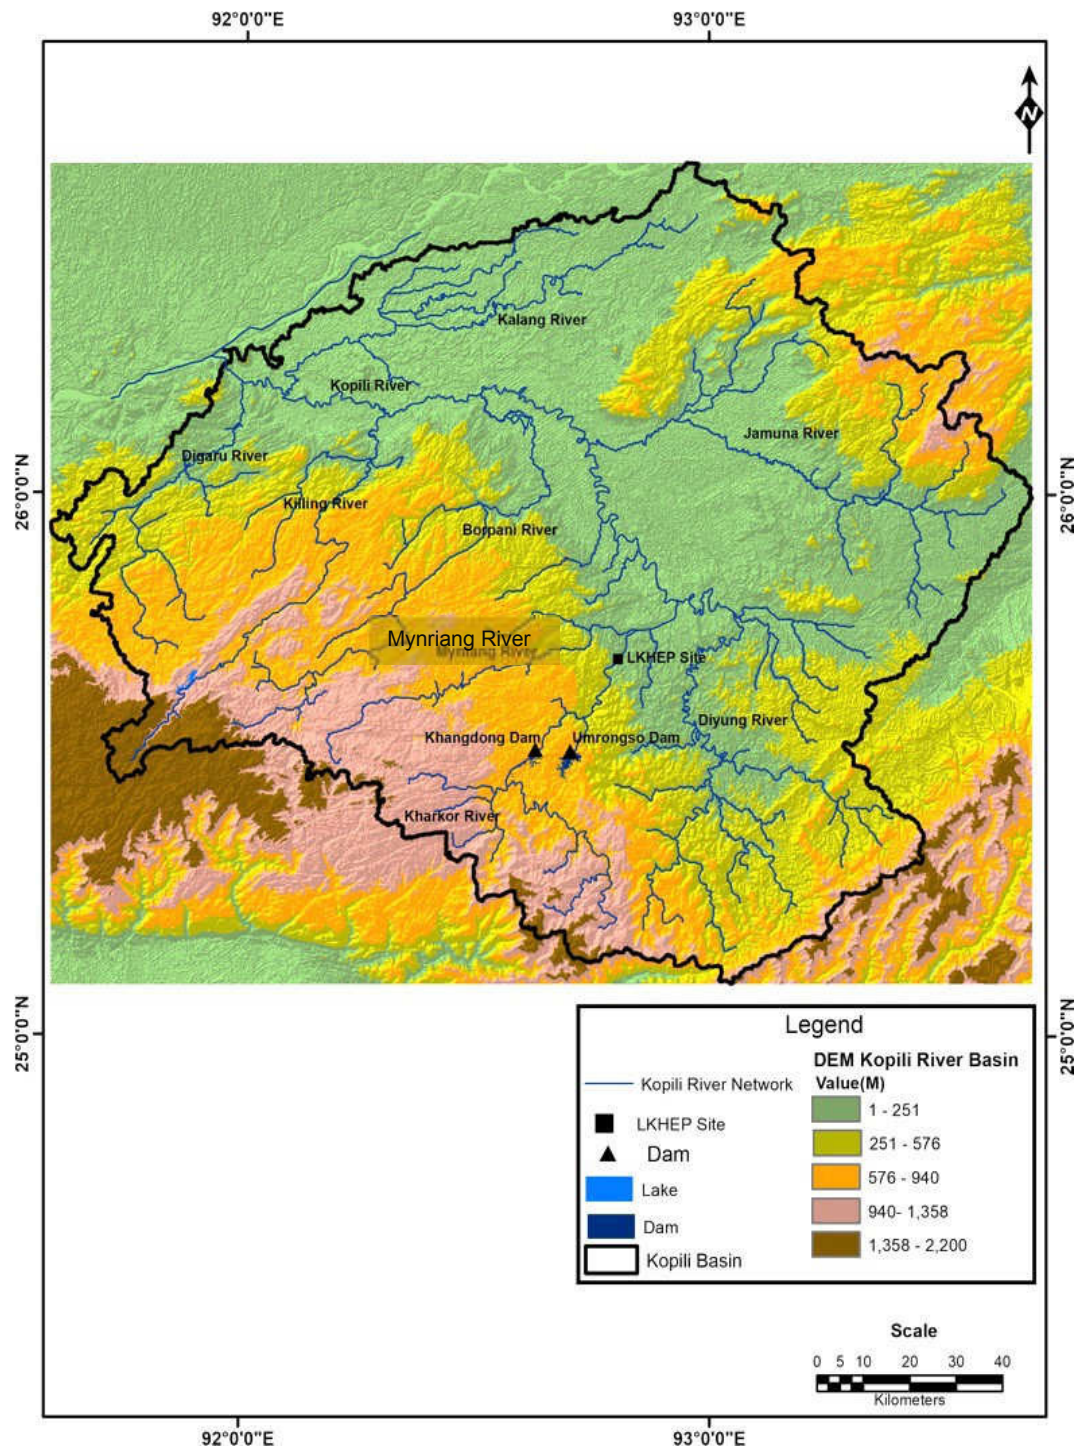 92°0'0"E 93°0'0"E
N
Kalang River
Kopili River
Jamuna River
Digaru River
26°0'0"N 26°0'0"N
Killing River
Borpani River
Mynriang River
Mynriang River
LKHEP Site
Diyung River
Khangdong Dam Umrongso Dam
Kharkor River
25°0'0"N 25°0'0"N
Legend
DEM Kopili River Basin
Value(M)
Kopili River Network
1 - 251
LKHEP Site
251 - 576
Dam
576 - 940
Lake
940- 1,358
Dam
1,358 - 2,200
Kopili Basin
Scale
0 5 10 20 30 40
Kilometers
92°0'0"E 93°0'0"E